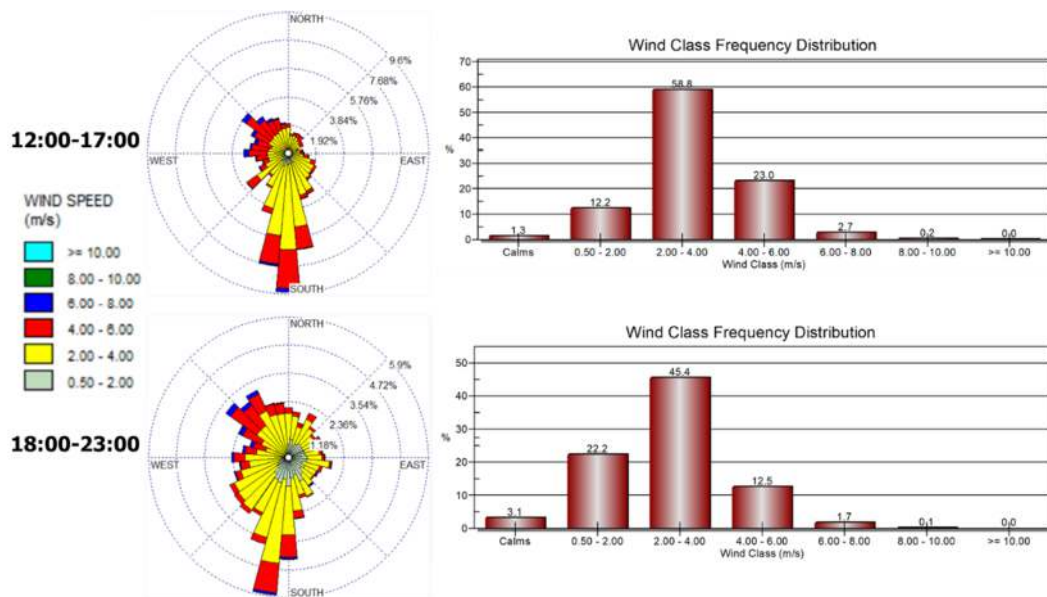 12:00-17:00
NORTH
9.6%
7.68%
5.76%
3.84%
1.92%
WEST
EAST
SOUTH
Wind Class Frequency Distribution
70
60
50
40
30
20
10
0
%
1.3
12.2
58.8
23.0
2.7
0.2
0.0
Calms
0.50 - 2.00
2.00 - 4.00
4.00 - 6.00
6.00 - 8.00
8.00 - 10.00
>= 10.00
Wind Class (m/s)
WIND SPEED
(m/s)
>= 10.00
8.00 - 10.00
6.00 - 8.00
4.00 - 6.00
2.00 - 4.00
0.50 - 2.00
18:00-23:00
NORTH
5.9%
4.72%
3.54%
2.36%
1.18%
WEST
EAST
SOUTH
Wind Class Frequency Distribution
50
40
30
20
10
0
%
3.1
22.2
45.4
12.5
1.7
0.1
0.0
Calms
0.50 - 2.00
2.00 - 4.00
4.00 - 6.00
6.00 - 8.00
8.00 - 10.00
>= 10.00
Wind Class (m/s)